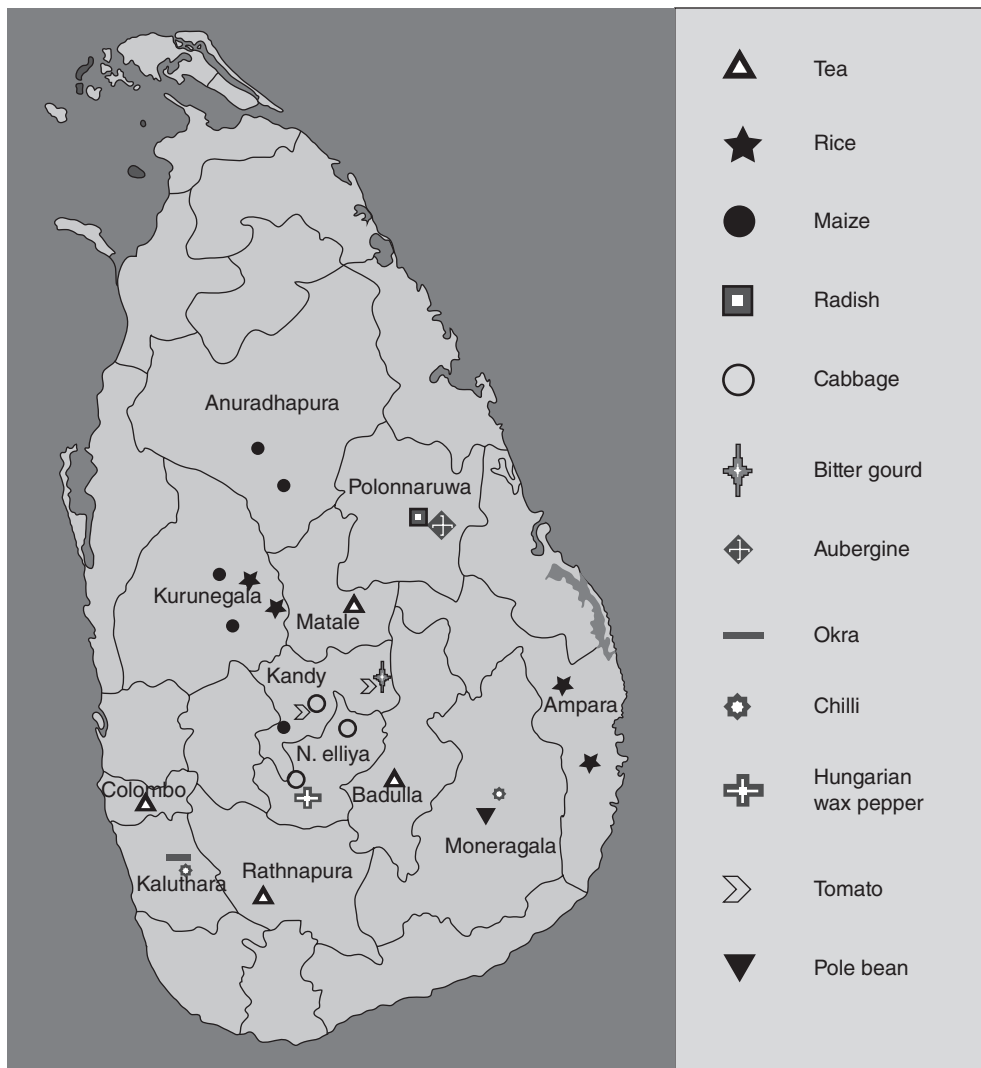 Anuradhapura
Polonnaruwa
Kurunegala
Matale
Kandy
Ampara
N. elliya
Colombo
Badulla
Moneragala
Kaluthara
Rathnapura
Tea
Rice
Maize
Radish
Cabbage
Bitter gourd
Aubergine
Okra
Chilli
Hungarian
wax pepper
Tomato
Pole bean